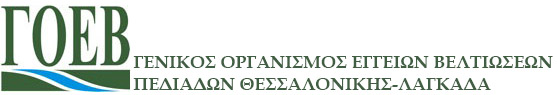 ΓΟΕΒ
ΓΕΝΙΚΟΣ ΟΡΓΑΝΙΣΜΟΣ ΕΓΓΕΙΩΝ ΒΕΛΤΙΩΣΕΩΝ
ΠΕΔΙΑΔΩΝ ΘΕΣΣΑΛΟΝΙΚΗΣ-ΛΑΓΚΑΔΑ